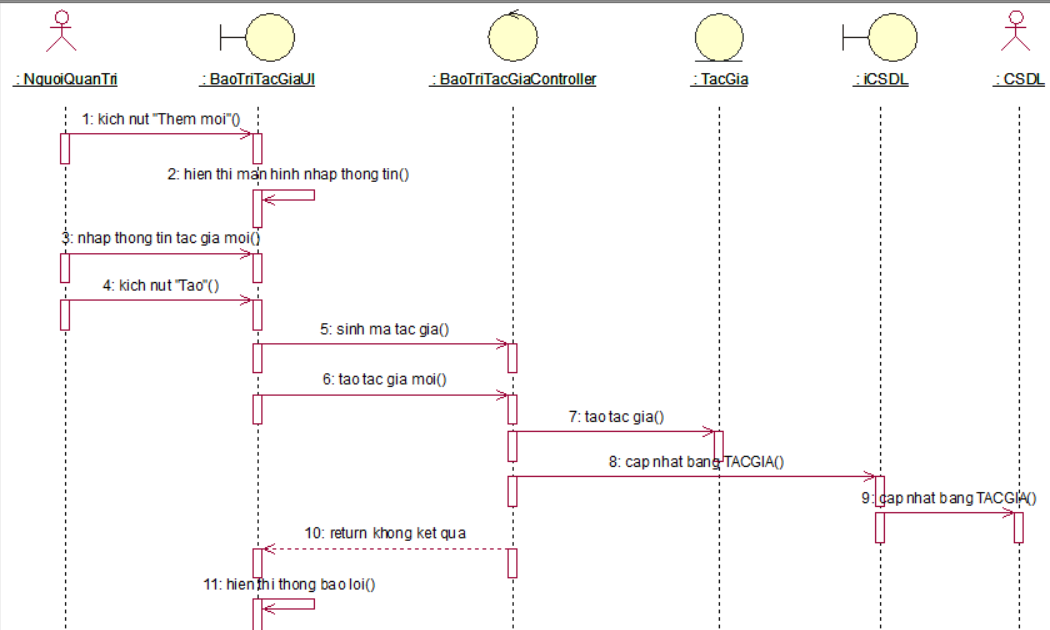 : NguoiQuanTri
: BaoTriTacGiaUI
: BaoTriTacGiaController
: TacGia
: iCSDL
: CSDL
1: kich nut "Them moi"()
2: hien thi man hinh nhap thong tin()
3: nhap thong tin tac gia moi()
4: kich nut "Tao"()
5: sinh ma tac gia()
6: tao tac gia moi()
7: tao tac gia()
8: cap nhat bang TACGIA()
9: cap nhat bang TACGIA()
10: return khong ket qua
11: hien thi thong bao loi()